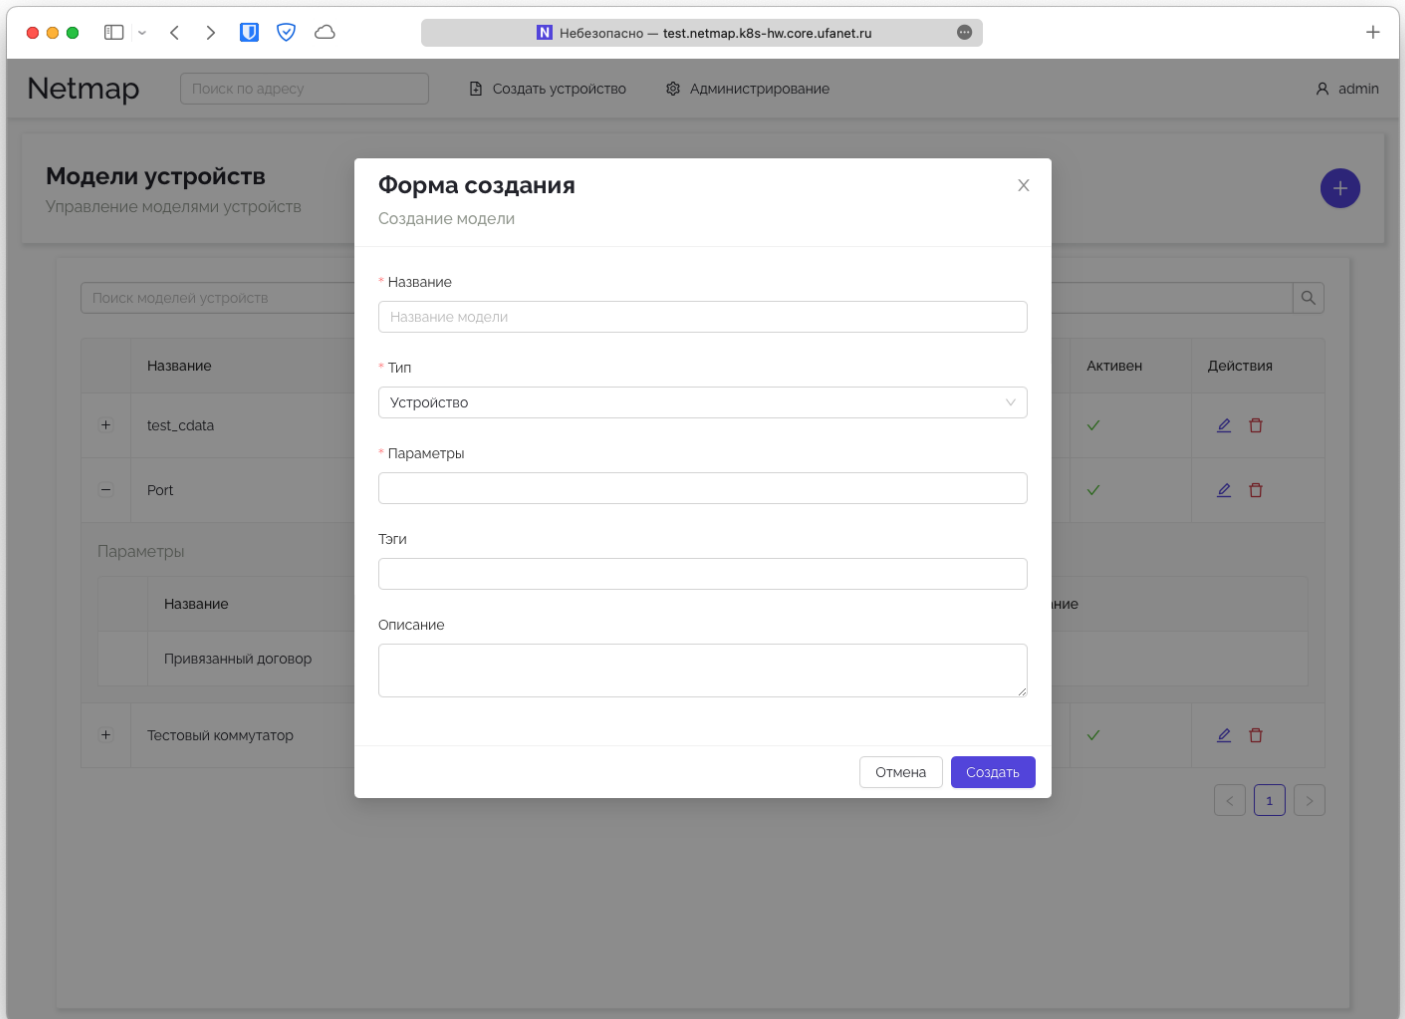 N Небезопасно — test.netmap.k8s-hw.core.ufanet.ru
Netmap
Поиск по адресу
Создать устройство
Администрирование
admin
Модели устройств
Управление моделями устройств
Форма создания
Создание модели
* Название
Название модели
* Тип
Устройство
* Параметры
Тэги
Описание
Отмена
Создать
Поиск моделей устройств
Название
Активен
Действия
test_cdata
Port
Параметры
Название
ние
Привязанный договор
Тестовый коммутатор
< 1 >